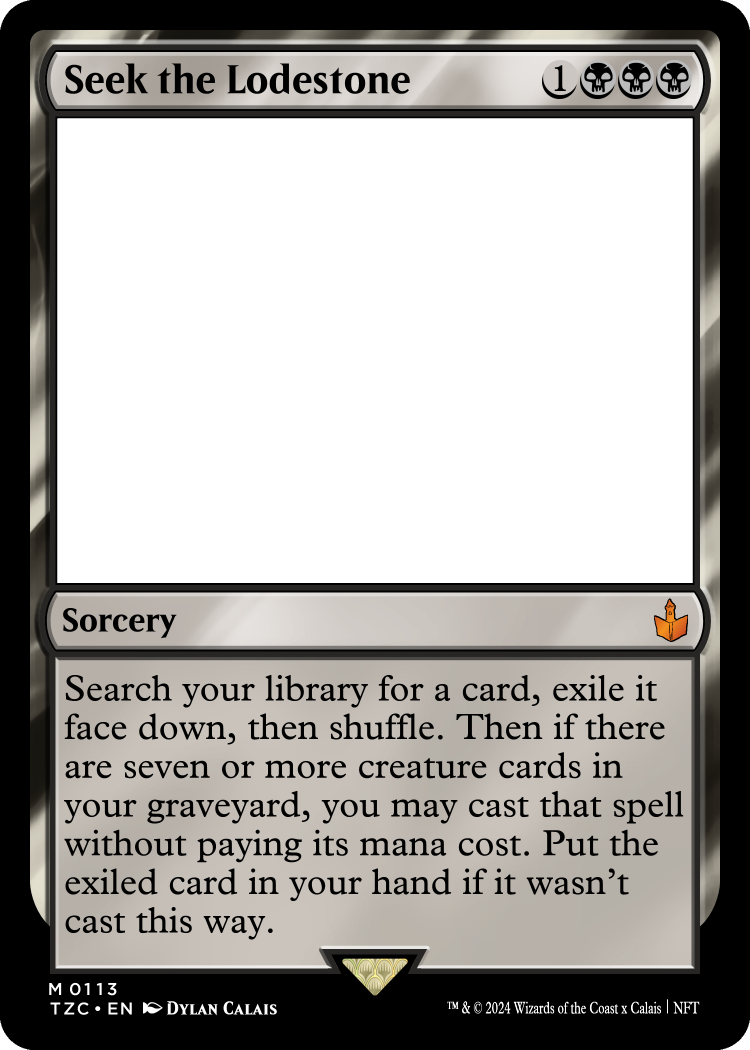 Seek the Lodestone 1
Sorcery
Search your library for a card, exile it
face down, then shuffle. Then if there
are seven or more creature cards in
your graveyard, you may cast that spell
without paying its mana cost. Put the
exiled card in your hand if it wasn’t
cast this way.
M 0113
TZC • EN DYLAN CALAIS
™ & © 2024 Wizards of the Coast x Calais | NFT